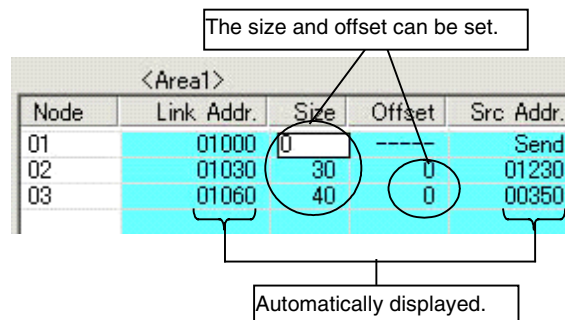 The size and offset can be set.
<Area1>
Node Link Addr. Size Offset Src Addr.
01 01000 0 ----- Send
02 01030 30 0 01230
03 01060 40 0 00350
Automatically displayed.